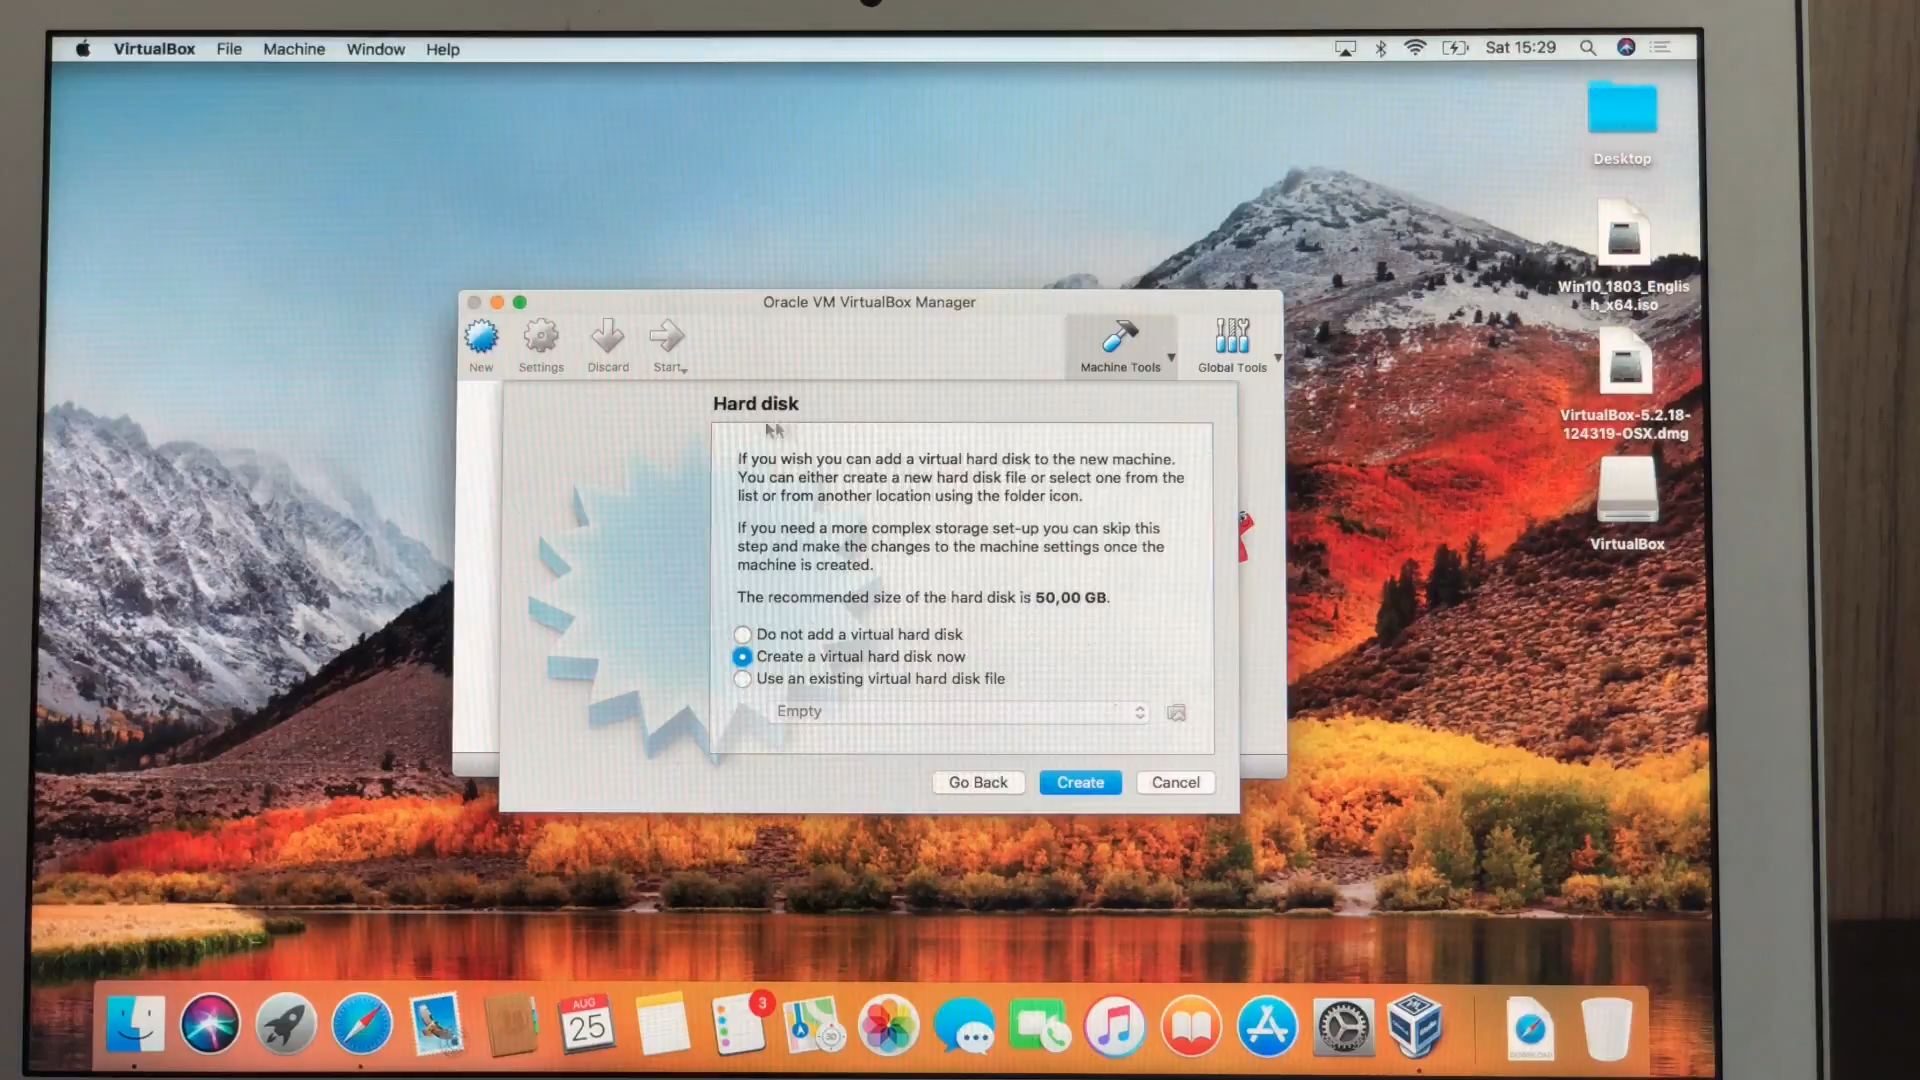 VirtualBox File Machine Window Help
Sat 15:29
Desktop
Win10_1803_Englis
h_x64.iso
VirtualBox-5.2.18-
124319-OSX.dmg
VirtualBox
Oracle VM VirtualBox Manager
New Settings Discard Start
Machine Tools Global Tools
Hard disk
If you wish you can add a virtual hard disk to the new machine.
You can either create a new hard disk file or select one from the
list or from another location using the folder icon.
If you need a more complex storage set-up you can skip this
step and make the changes to the machine settings once the
machine is created.
The recommended size of the hard disk is 50,00 GB.
Do not add a virtual hard disk
Create a virtual hard disk now
Use an existing virtual hard disk file
Empty
Go Back Create Cancel
AUG
25
3
3D
DOWNLOAD